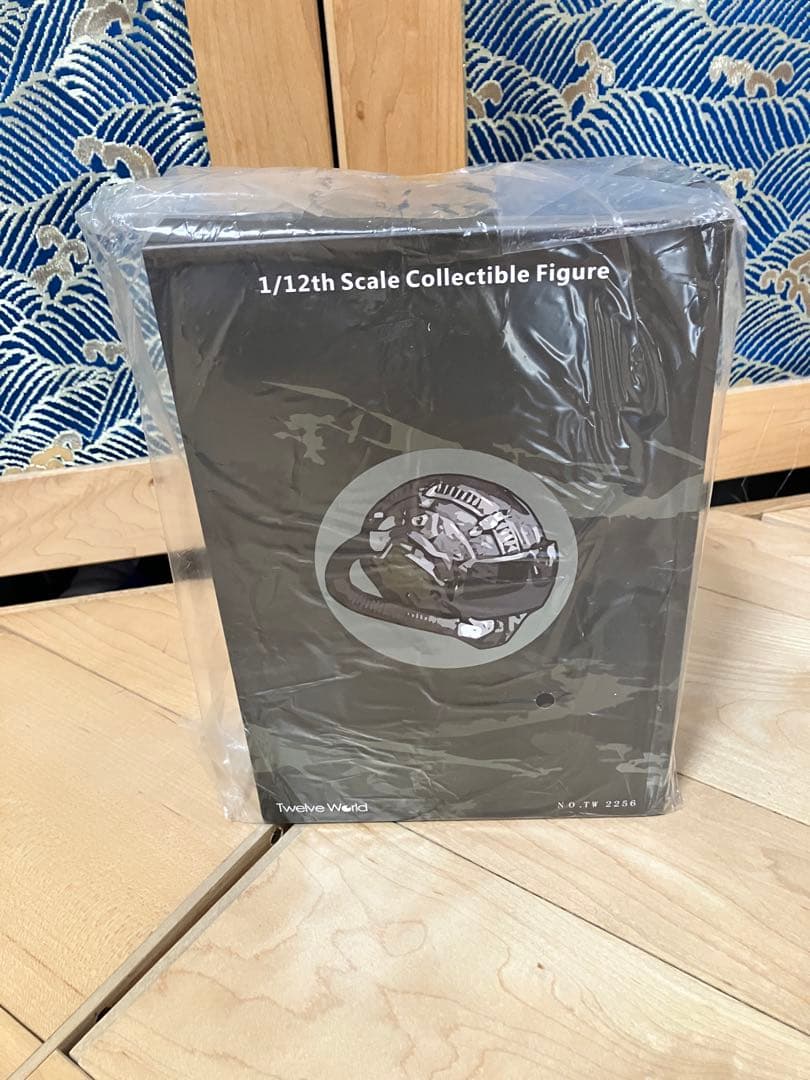 1/12th Scale Collectible Figure
Twelve World
NO.TW 2256